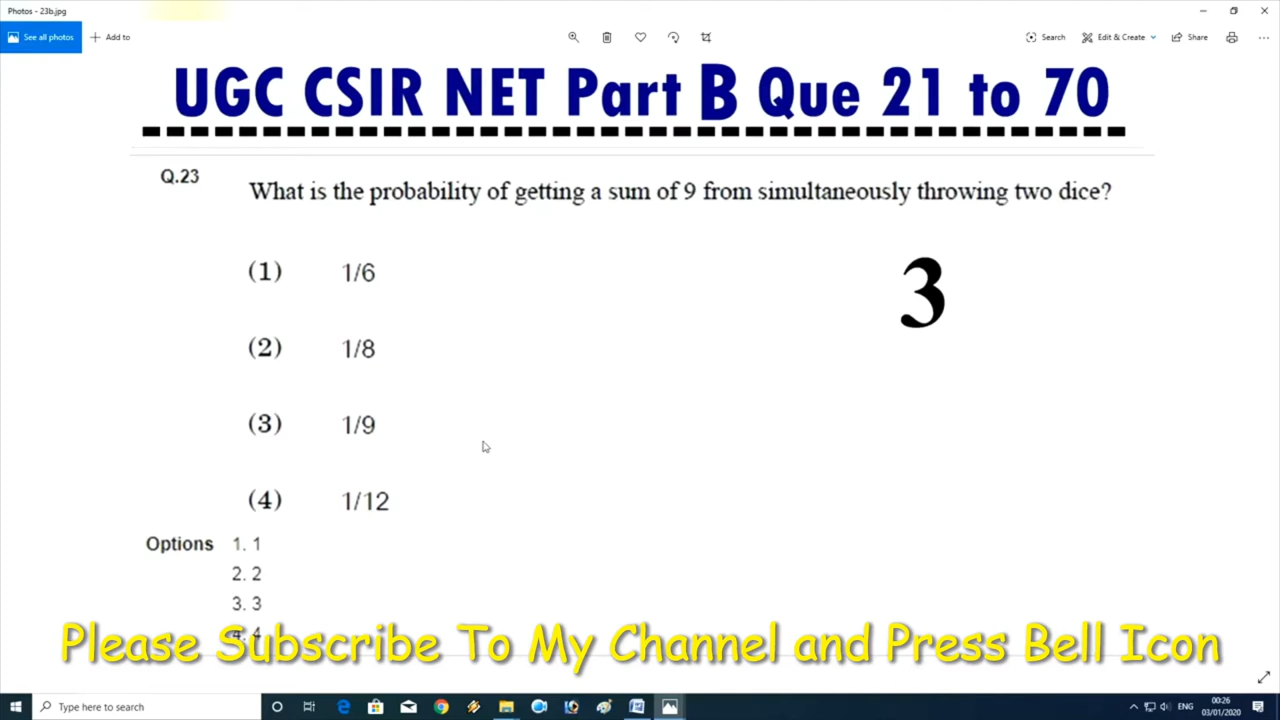 Photos - 23b.jpg
See all photos + Add to Search Edit & Create Share
UGC CSIR NET Part B Que 21 to 70
Q.23
What is the probability of getting a sum of 9 from simultaneously throwing two dice?
3
(1) 1/6
(2) 1/8
(3) 1/9
(4) 1/12
Options 1. 1
2. 2
3. 3
4. 4
Please Subscribe To My Channel and Press Bell Icon
Type here to search ENG 00:26
03/01/2020